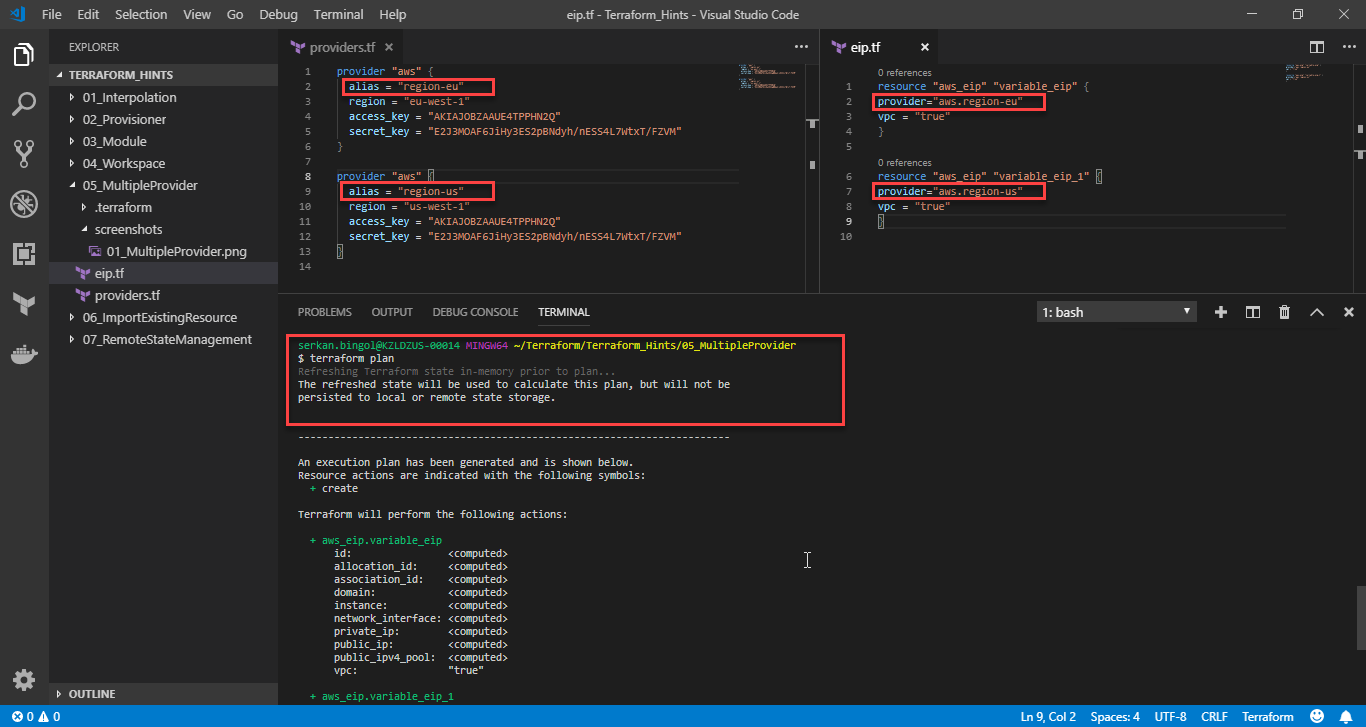 File Edit Selection View Go Debug Terminal Help
eip.tf - Terraform_Hints - Visual Studio Code
EXPLORER
TERRAFORM_HINTS
01_Interpolation
02_Provisioner
03_Module
04_Workspace
05_MultipleProvider
.terraform
screenshots
01_MultipleProvider.png
eip.tf
providers.tf
06_ImportExistingResource
07_RemoteStateManagement
OUTLINE
providers.tf
1 provider "aws" {
2 alias = "region-eu"
3 region = "eu-west-1"
4 access_key = "AKIAJOBZAAUE4TPPHN2Q"
5 secret_key = "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"
6 }
7
8 provider "aws" {
9 alias = "region-us"
10 region = "us-west-1"
11 access_key = "AKIAJOBZAAUE4TPPHN2Q"
12 secret_key = "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"
13 }
14
eip.tf
0 references
1 resource "aws_eip" "variable_eip" {
2 provider="aws.region-eu"
3 vpc = "true"
4 }
5
0 references
6 resource "aws_eip" "variable_eip_1" {
7 provider="aws.region-us"
8 vpc = "true"
9 }
10
PROBLEMS OUTPUT DEBUG CONSOLE TERMINAL
1: bash
serkan.bingol@KZLDZUS-00014 MINGW64 ~/Terraform/Terraform_Hints/05_MultipleProvider
$ terraform plan
Refreshing Terraform state in-memory prior to plan...
The refreshed state will be used to calculate this plan, but will not be
persisted to local or remote state storage.
------------------------------------------------------------------------
An execution plan has been generated and is shown below.
Resource actions are indicated with the following symbols:
+ create
Terraform will perform the following actions:
+ aws_eip.variable_eip
id: <computed>
allocation_id: <computed>
association_id: <computed>
domain: <computed>
instance: <computed>
network_interface: <computed>
private_ip: <computed>
public_ip: <computed>
public_ipv4_pool: <computed>
vpc: "true"
+ aws_eip.variable_eip_1
0 0
Ln 9, Col 2 Spaces: 4 UTF-8 CRLF Terraform